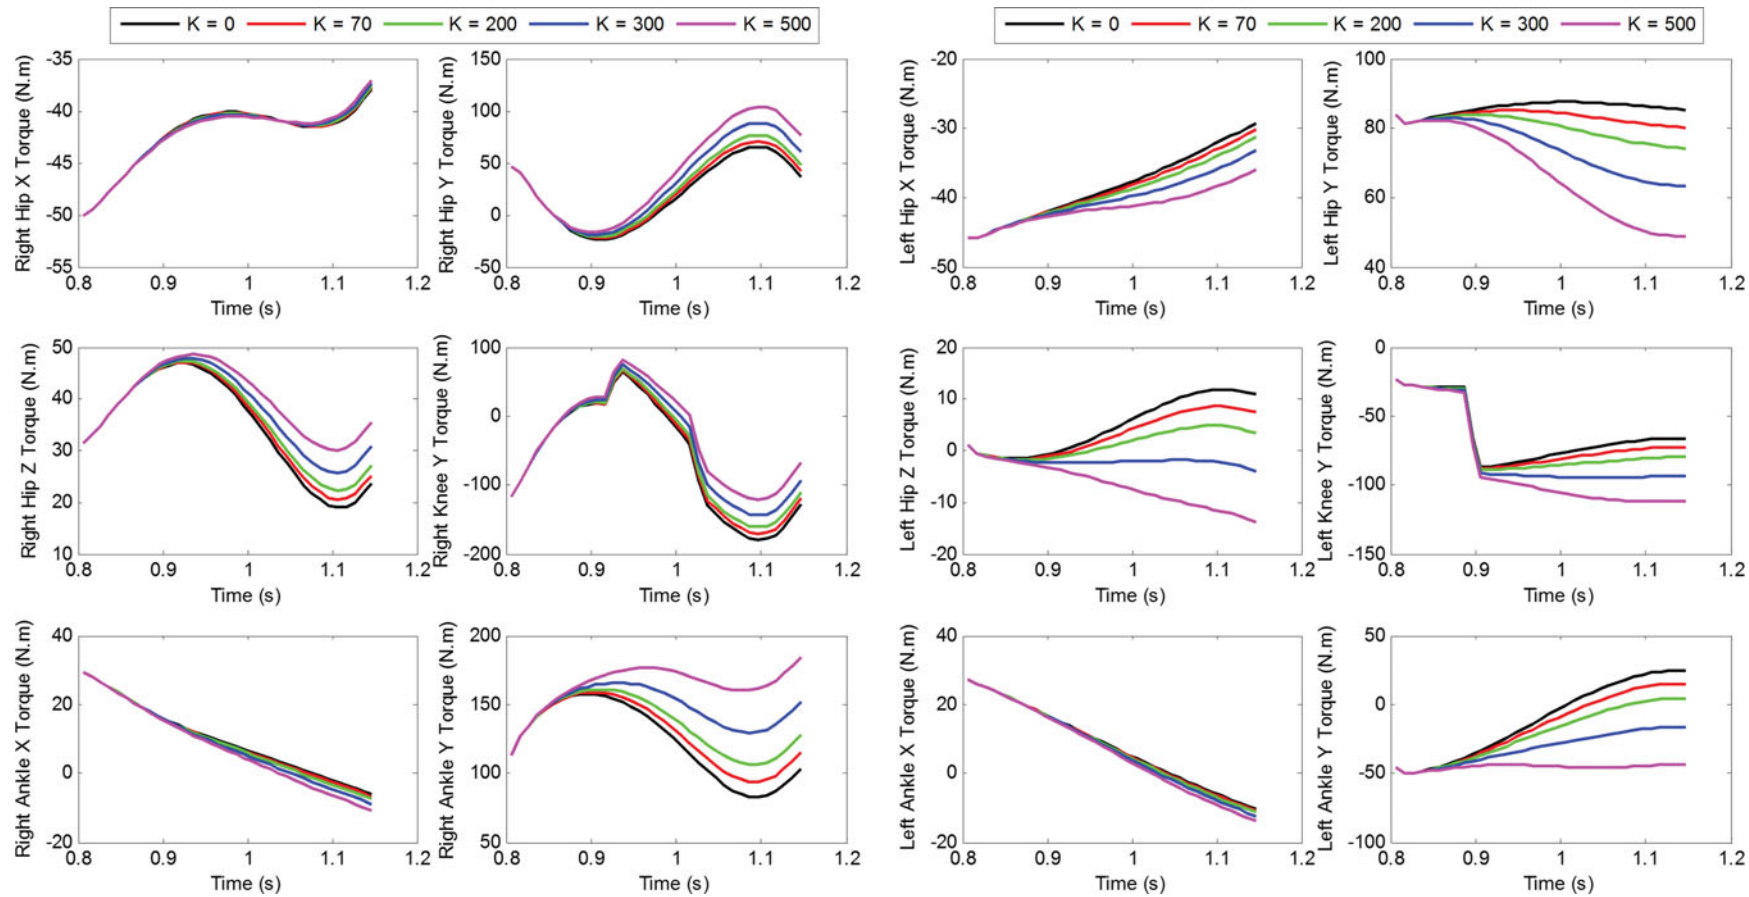 K = 0 K = 70 K = 200 K = 300 K = 500
K = 0 K = 70 K = 200 K = 300 K = 500
Right Hip X Torque (N.m)
-35
-40
-45
-50
-55
0.8 0.9 1 1.1 1.2
Time (s)
Right Hip Y Torque (N.m)
150
100
50
0
-50
0.8 0.9 1 1.1 1.2
Time (s)
Left Hip X Torque (N.m)
-20
-30
-40
-50
0.8 0.9 1 1.1 1.2
Time (s)
Left Hip Y Torque (N.m)
100
80
60
40
0.8 0.9 1 1.1 1.2
Time (s)
Right Hip Z Torque (N.m)
50
40
30
20
10
0.8 0.9 1 1.1 1.2
Time (s)
Right Knee Y Torque (N.m)
100
0
-100
-200
0.8 0.9 1 1.1 1.2
Time (s)
Left Hip Z Torque (N.m)
20
10
0
-10
-20
0.8 0.9 1 1.1 1.2
Time (s)
Left Knee Y Torque (N.m)
0
-50
-100
-150
0.8 0.9 1 1.1 1.2
Time (s)
Right Ankle X Torque (N.m)
40
20
0
-20
0.8 0.9 1 1.1 1.2
Time (s)
Right Ankle Y Torque (N.m)
200
150
100
50
0.8 0.9 1 1.1 1.2
Time (s)
Left Ankle X Torque (N.m)
40
20
0
-20
0.8 0.9 1 1.1 1.2
Time (s)
Left Ankle Y Torque (N.m)
50
0
-50
-100
0.8 0.9 1 1.1 1.2
Time (s)